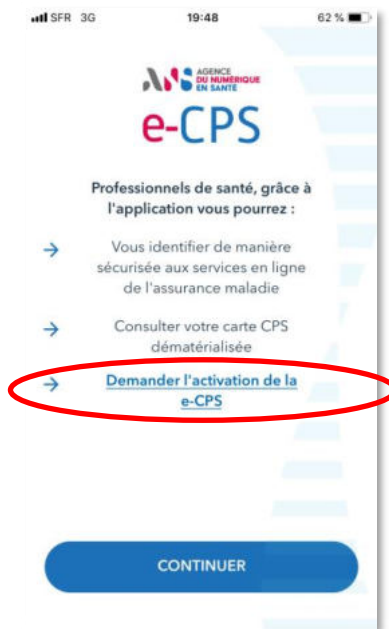 SFR 3G 19:48 62 %
AGENCE
DU NUMÉRIQUE
EN SANTÉ
e-CPS
Professionnels de santé, grâce à
l'application vous pourrez :
→ Vous identifier de manière
sécurisée aux services en ligne
de l'assurance maladie
→ Consulter votre carte CPS
dématérialisée
→ Demander l'activation de la
e-CPS
CONTINUER